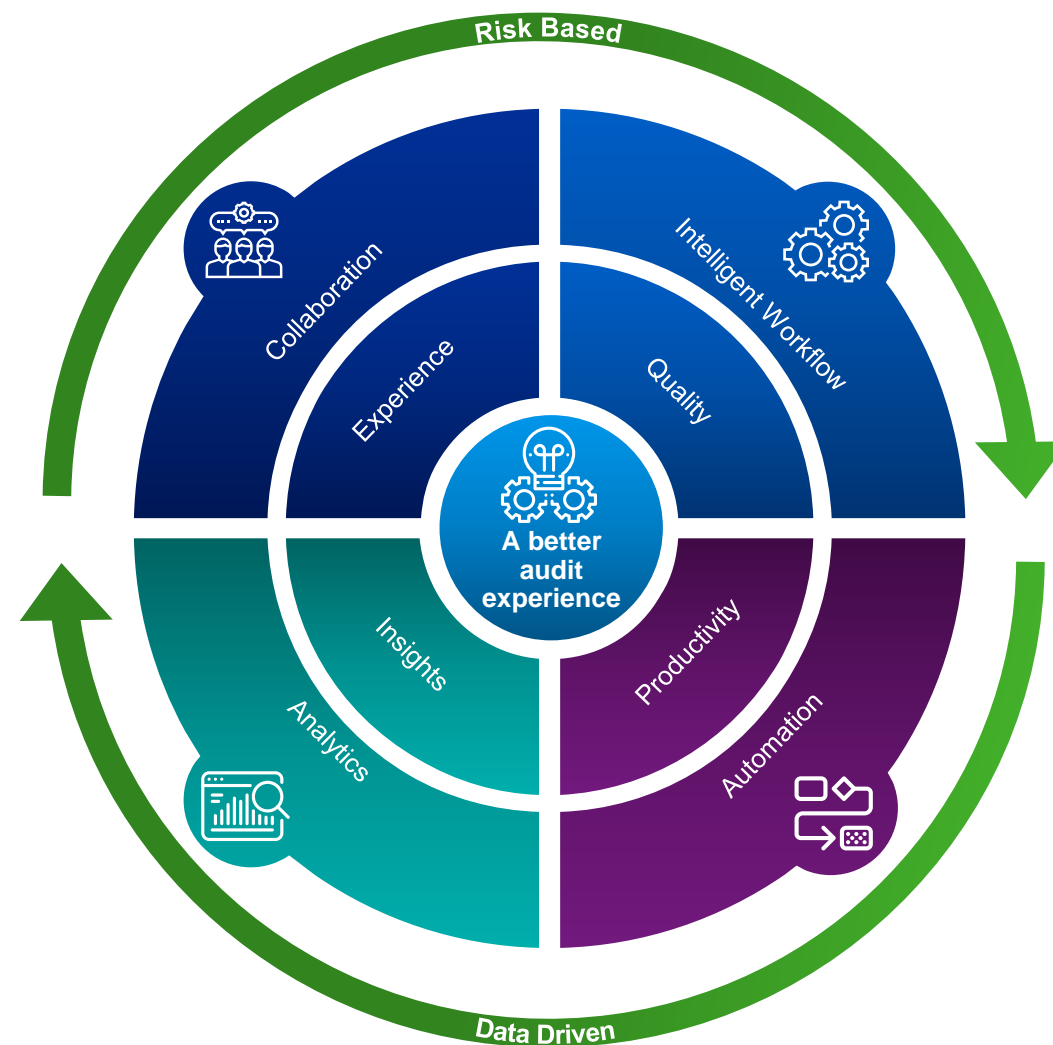 Risk Based
Collaboration
Intelligent Workflow
Experience
Quality
A better
audit
experience
Insights
Productivity
Analytics
Automation
Data Driven